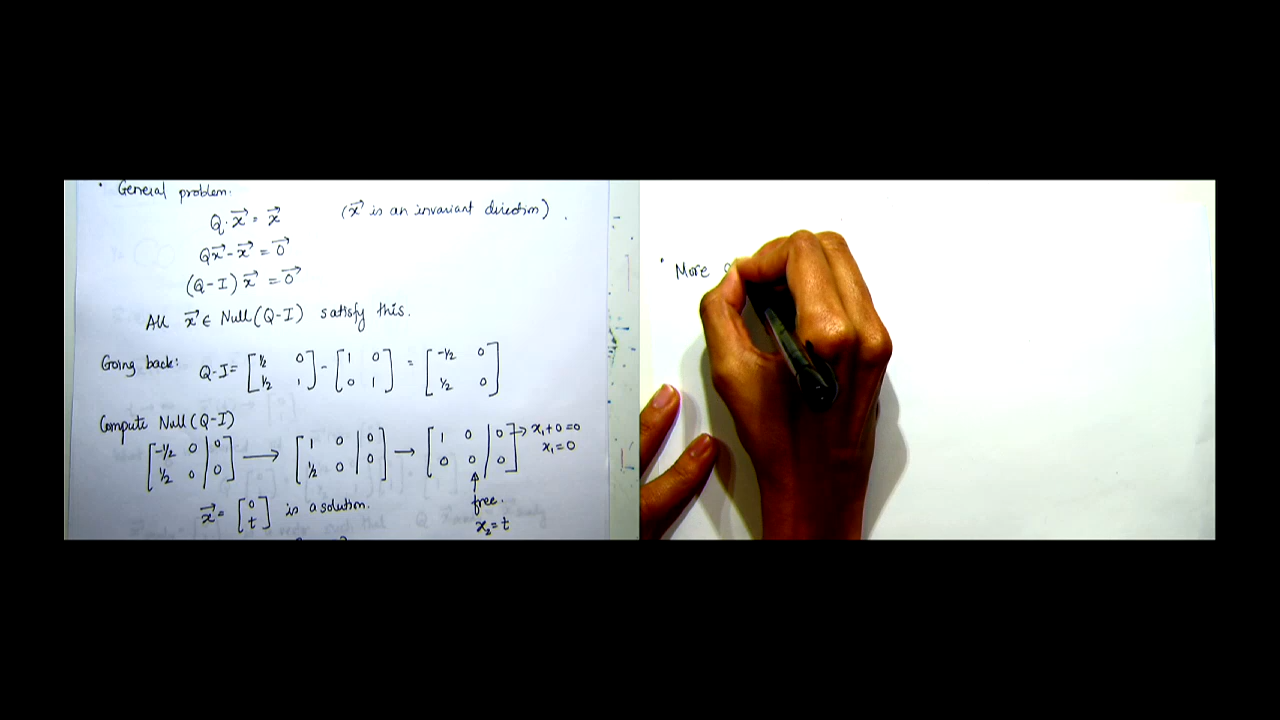 • General problem:
Q·x⃗ = x⃗ (x⃗ is an invariant direction).
Qx⃗ - x⃗ = 0⃗
(Q-I) x⃗ = 0⃗
All x⃗ ∈ Null(Q-I) satisfy this.
Going back: Q-I = [1/2 0; 1/2 1] - [1 0; 0 1] = [-1/2 0; 1/2 0]
Compute Null(Q-I)
[-1/2 0 | 0; 1/2 0 | 0] → [1 0 | 0; 1/2 0 | 0] → [1 0 | 0; 0 0 | 0] → x₁+0=0
x₁=0
↑
free.
x₂=t
x⃗ = [0; t] is a solution.
• More